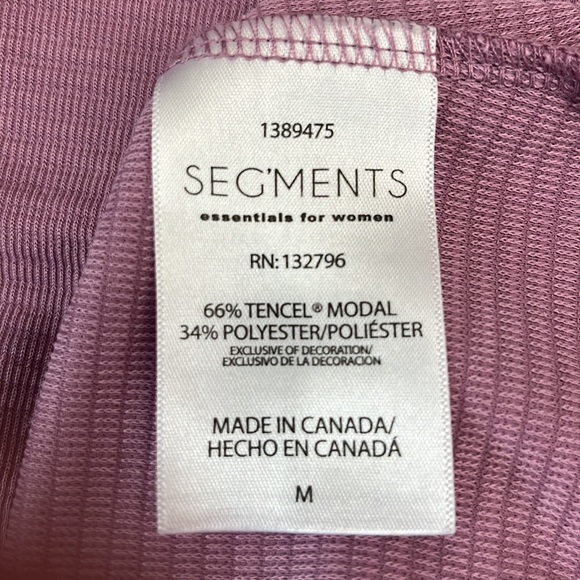 1389475
SEG'MENTS
essentials for women
RN: 132796
66% TENCEL® MODAL
34% POLYESTER/POLIÉSTER
EXCLUSIVE OF DECORATION/
EXCLUSIVO DE LA DECORACIÓN
MADE IN CANADA/
HECHO EN CANADÁ
M